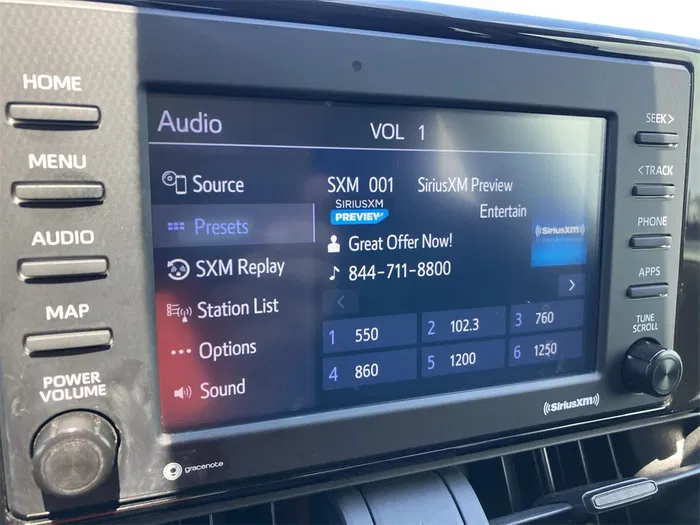 HOME
MENU
AUDIO
MAP
POWER
VOLUME
Audio
VOL 1
Source
Presets
SXM Replay
Station List
Options
Sound
SXM 001 SiriusXM Preview
SIRIUSXM
PREVIEW
Entertain
Great Offer Now!
844-711-8800
((SiriusXM))
<
>
1 550
2 102.3
3 760
4 860
5 1200
6 1250
SEEK >
< TRACK
PHONE
APPS
TUNE
SCROLL
((SiriusXM))
gracenote